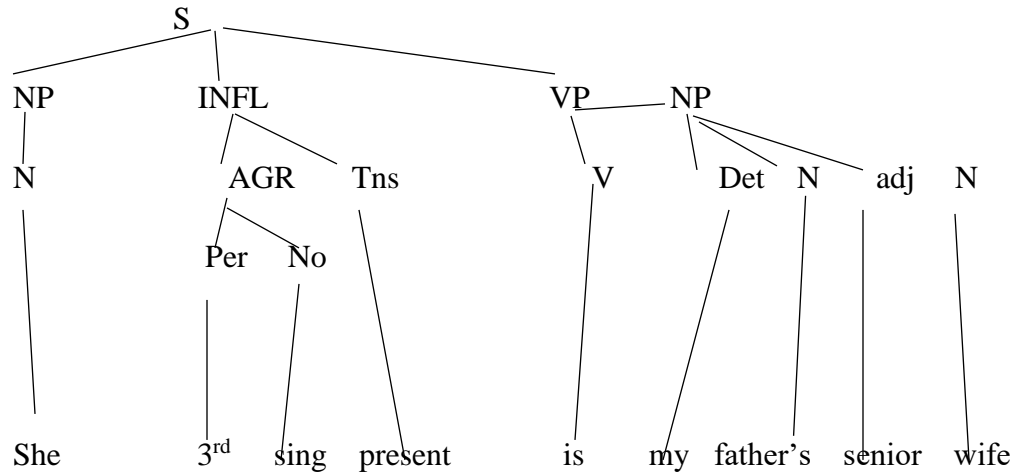 S
NP INFL VP NP
N AGR Tns V Det N adj N
Per No
She 3rd sing present is my father’s senior wife